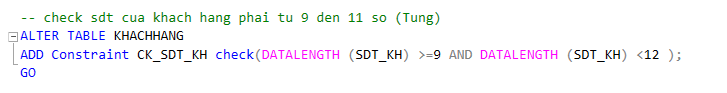 -- check sdt cua khach hang phai tu 9 den 11 so (Tung)
ALTER TABLE KHACHHANG
ADD Constraint CK_SDT_KH check(DATALENGTH (SDT_KH) >=9 AND DATALENGTH (SDT_KH) <12 );
GO